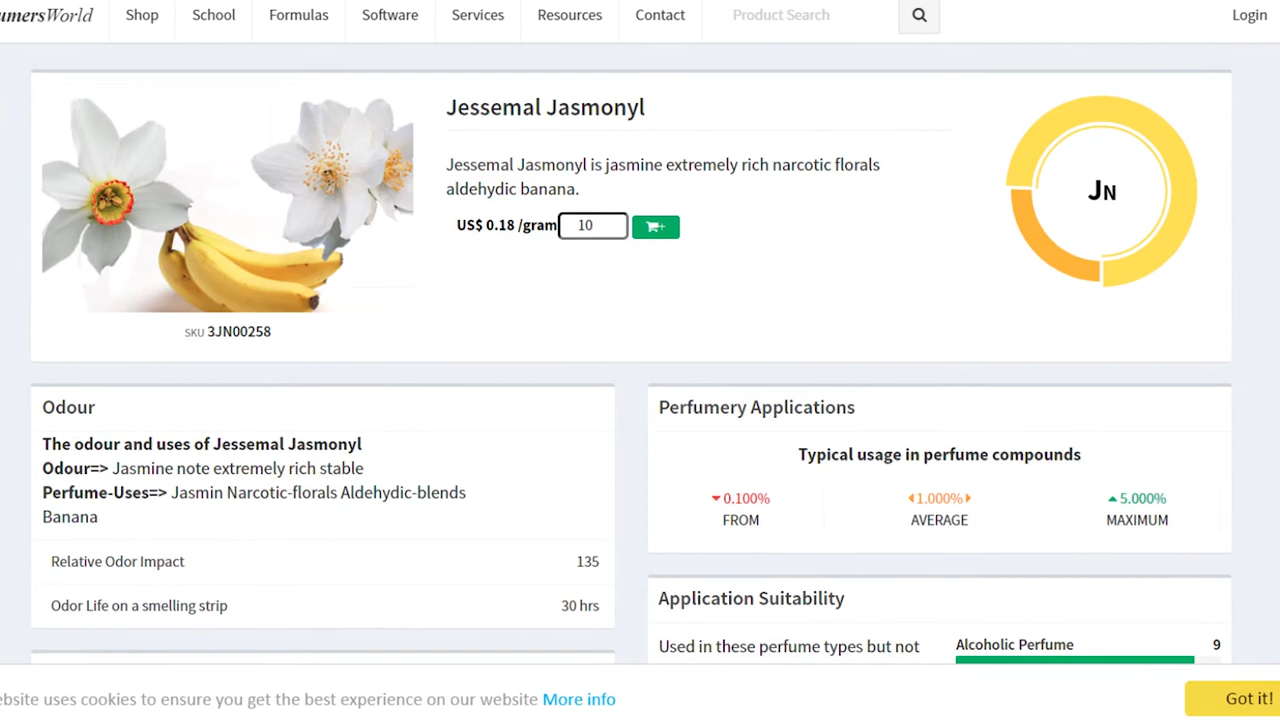 umersWorld Shop School Formulas Software Services Resources Contact Product Search Login
Jessemal Jasmonyl
Jessemal Jasmonyl is jasmine extremely rich narcotic florals
aldehydic banana.
US$ 0.18 /gram 10
JN
SKU 3JN00258
Odour
The odour and uses of Jessemal Jasmonyl
Odour=> Jasmine note extremely rich stable
Perfume-Uses=> Jasmin Narcotic-florals Aldehydic-blends
Banana
Relative Odor Impact 135
Odor Life on a smelling strip 30 hrs
Perfumery Applications
Typical usage in perfume compounds
0.100% 1.000% 5.000%
FROM AVERAGE MAXIMUM
Application Suitability
Used in these perfume types but not Alcoholic Perfume 9
ebsite uses cookies to ensure you get the best experience on our website More info Got it!